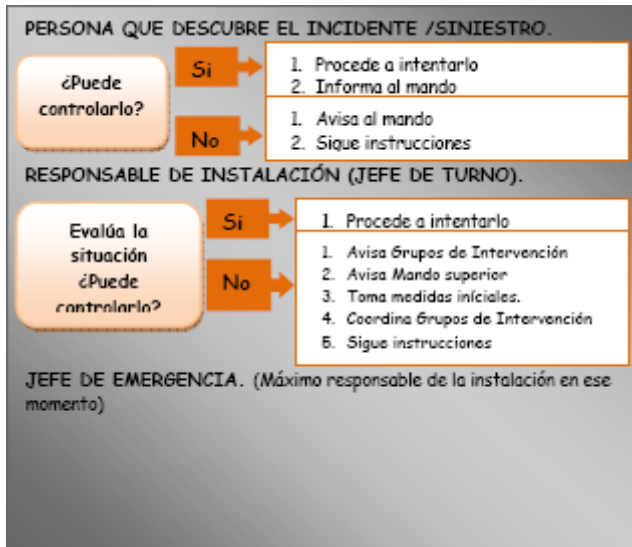 PERSONA QUE DESCUBRE EL INCIDENTE /SINIESTRO.
¿Puede
controlarlo?
Si
1. Procede a intentarlo
2. Informa al mando
No
1. Avisa al mando
2. Sigue instrucciones
RESPONSABLE DE INSTALACIÓN (JEFE DE TURNO).
Evalúa la
situación
¿Puede
controlarlo?
Si
1. Procede a intentarlo
No
1. Avisa Grupos de Intervención
2. Avisa Mando superior
3. Toma medidas iníciales.
4. Coordina Grupos de Intervención
5. Sigue instrucciones
JEFE DE EMERGENCIA. (Máximo responsable de la instalación en ese
momento)